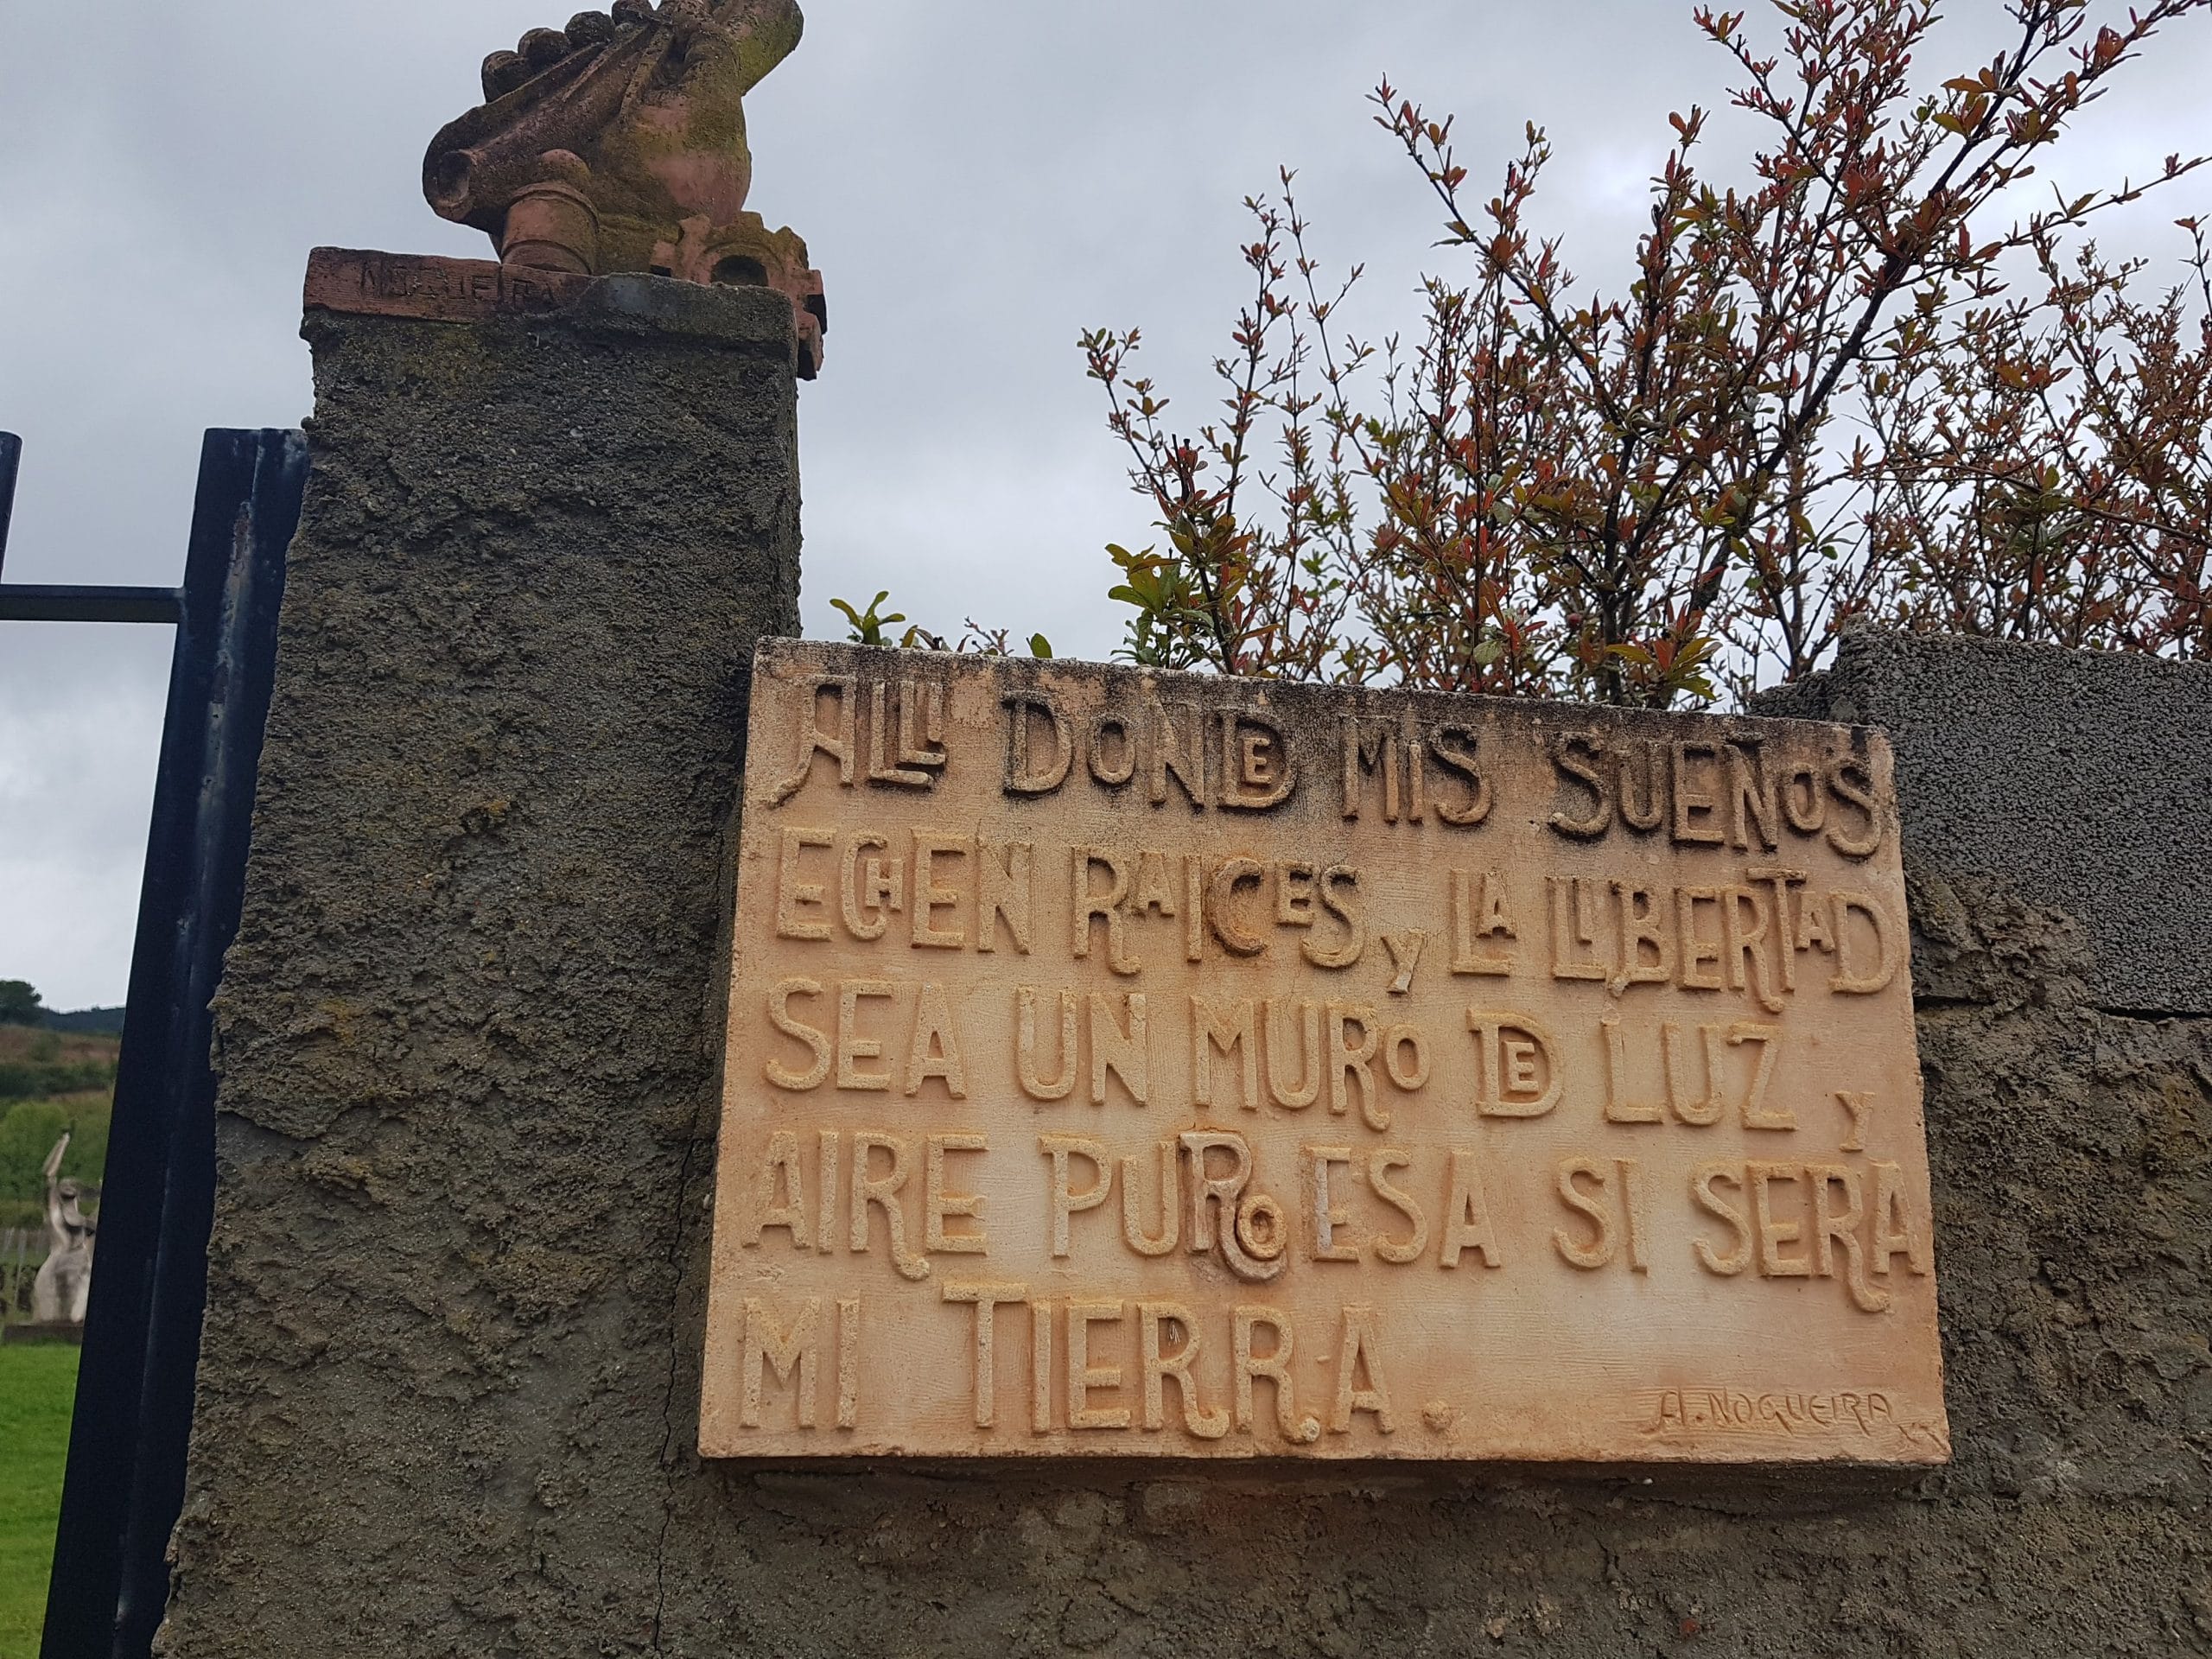 NOGUEIRA
ALLI DONDE MIS SUEÑOS
ECHEN RAICES Y LA LIBERTAD
SEA UN MURO DE LUZ Y
AIRE PURO ESA SI SERA
MI TIERRA.
A. NOGUEIRA